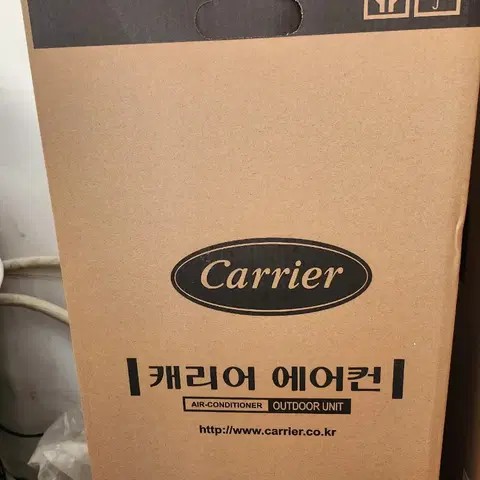 Carrier
캐리어 에어컨
AIR-CONDITIONER OUTDOOR UNIT
http://www.carrier.co.kr